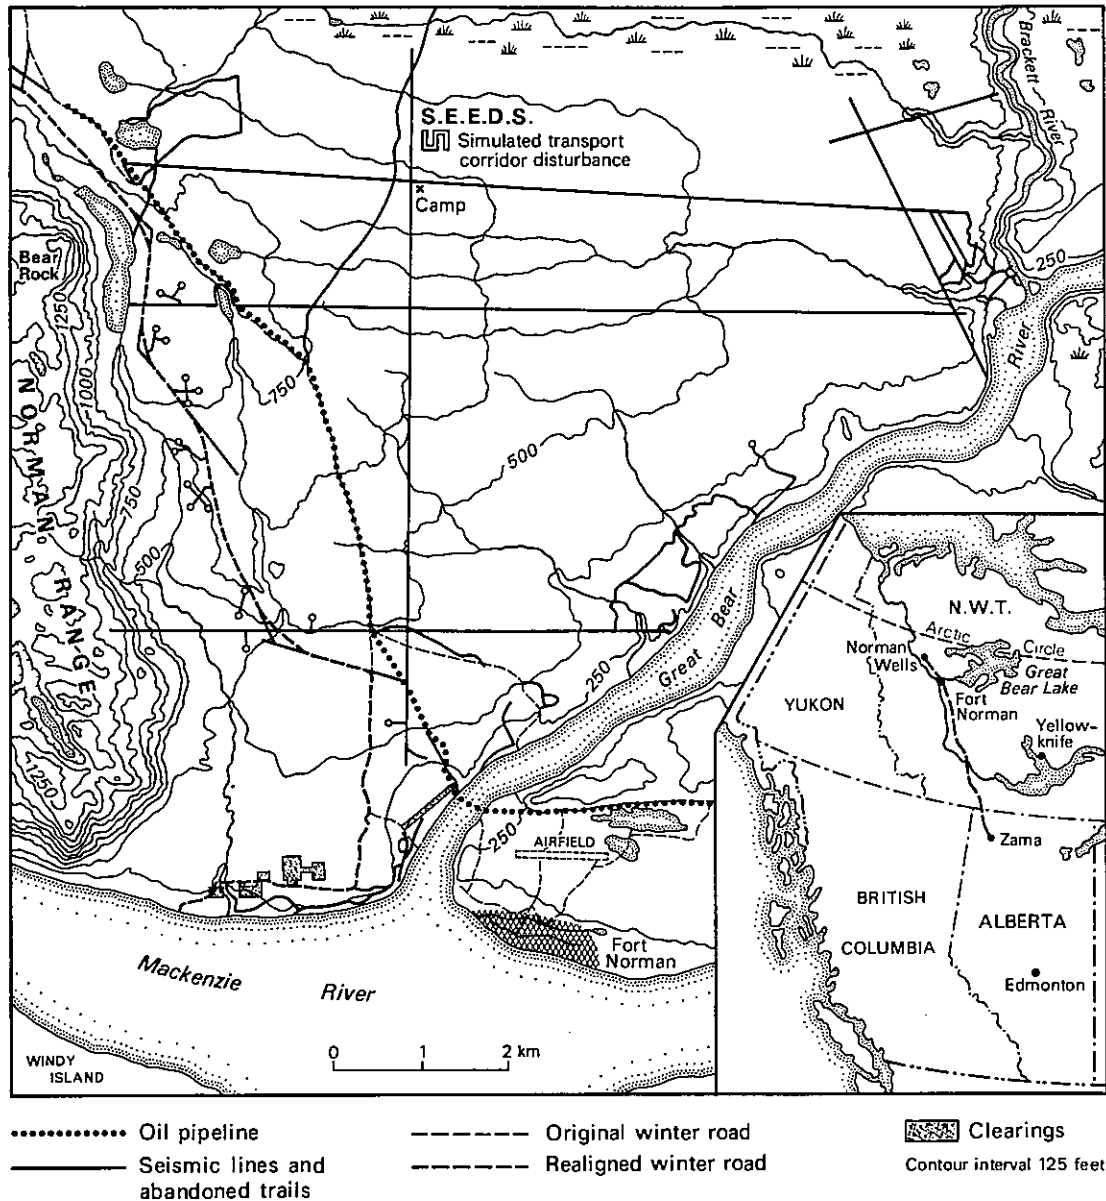 Brackett
River
S.E.E.D.S.
Simulated transport
corridor disturbance
Camp
Bear
Rock
1250
250
River
1000
750
NORMAN RANGE
500
750
500
250
Great
Bear
1250
250
AIRFIELD
Fort
Norman
Mackenzie
River
WINDY
ISLAND
0 1 2 km
N.W.T.
Arctic
Circle
Norman
Wells
Great
Bear Lake
Fort
Norman
YUKON
Yellow-
knife
Zama
BRITISH
COLUMBIA
ALBERTA
Edmonton
Oil pipeline
Seismic lines and
abandoned trails
Original winter road
Realigned winter road
Clearings
Contour interval 125 feet